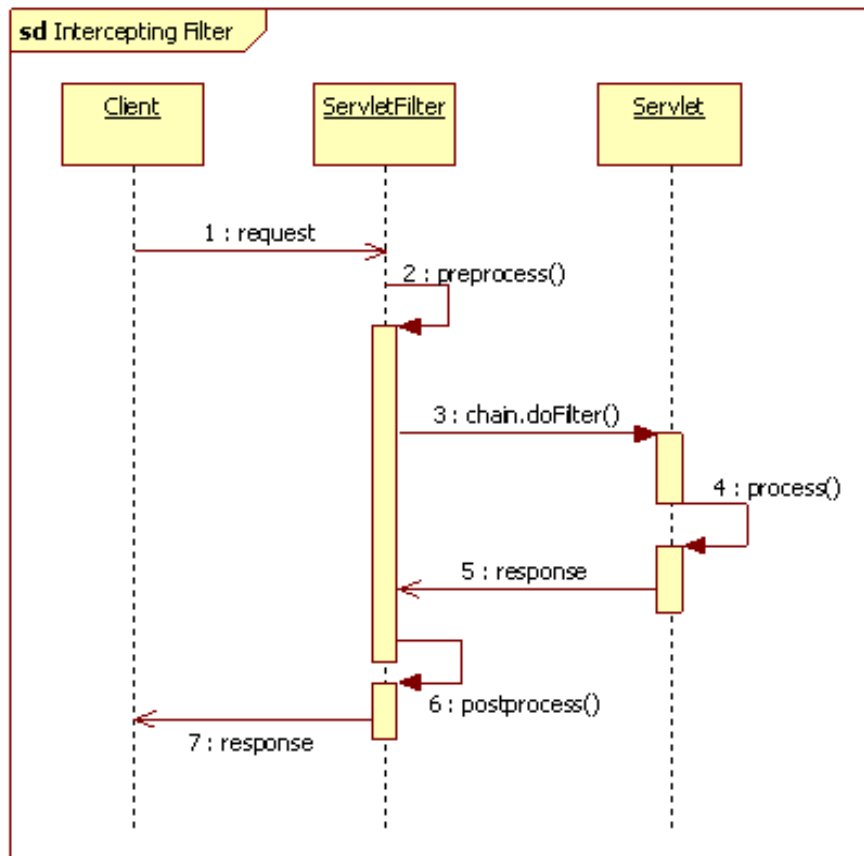 sd Intercepting Filter
Client
ServletFilter
Servlet
1 : request
2 : preprocess()
3 : chain.doFilter()
4 : process()
5 : response
6 : postprocess()
7 : response